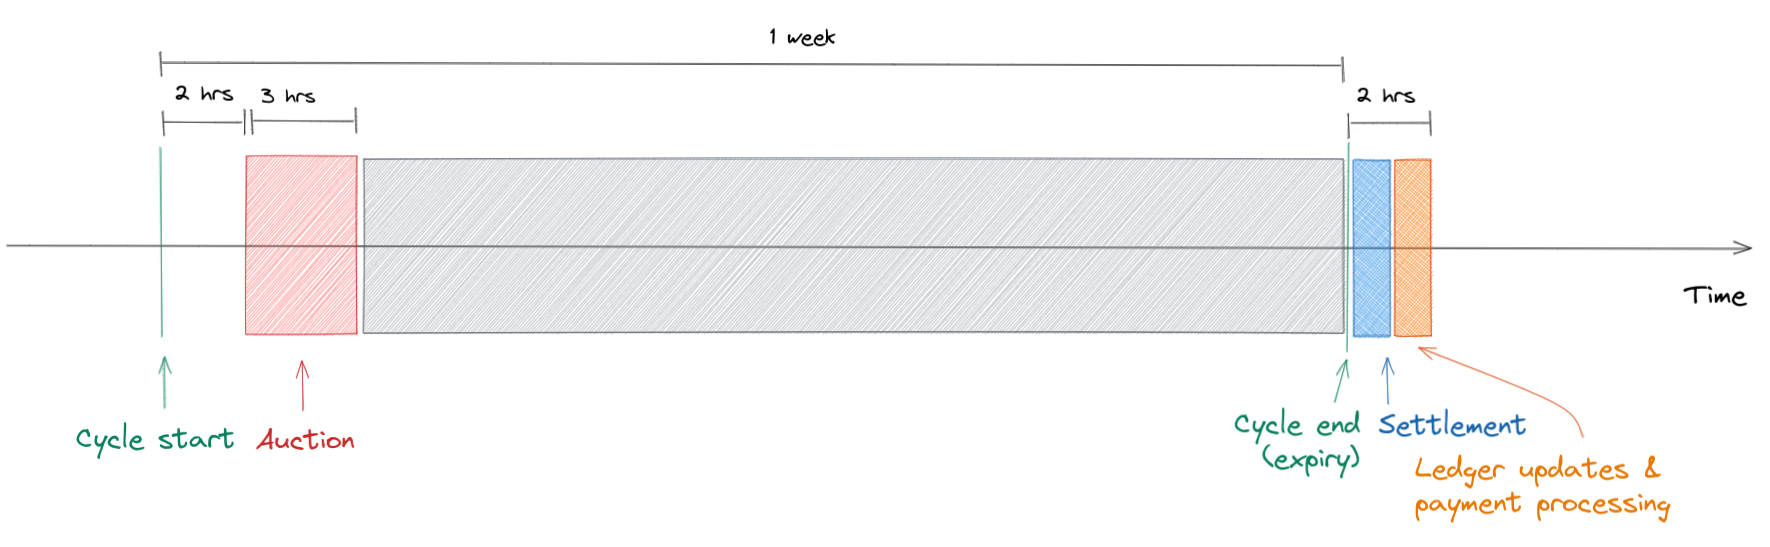 1 week
2 hrs
3 hrs
2 hrs
Time
Cycle start
Auction
Cycle end
(expiry)
Settlement
Ledger updates &
payment processing